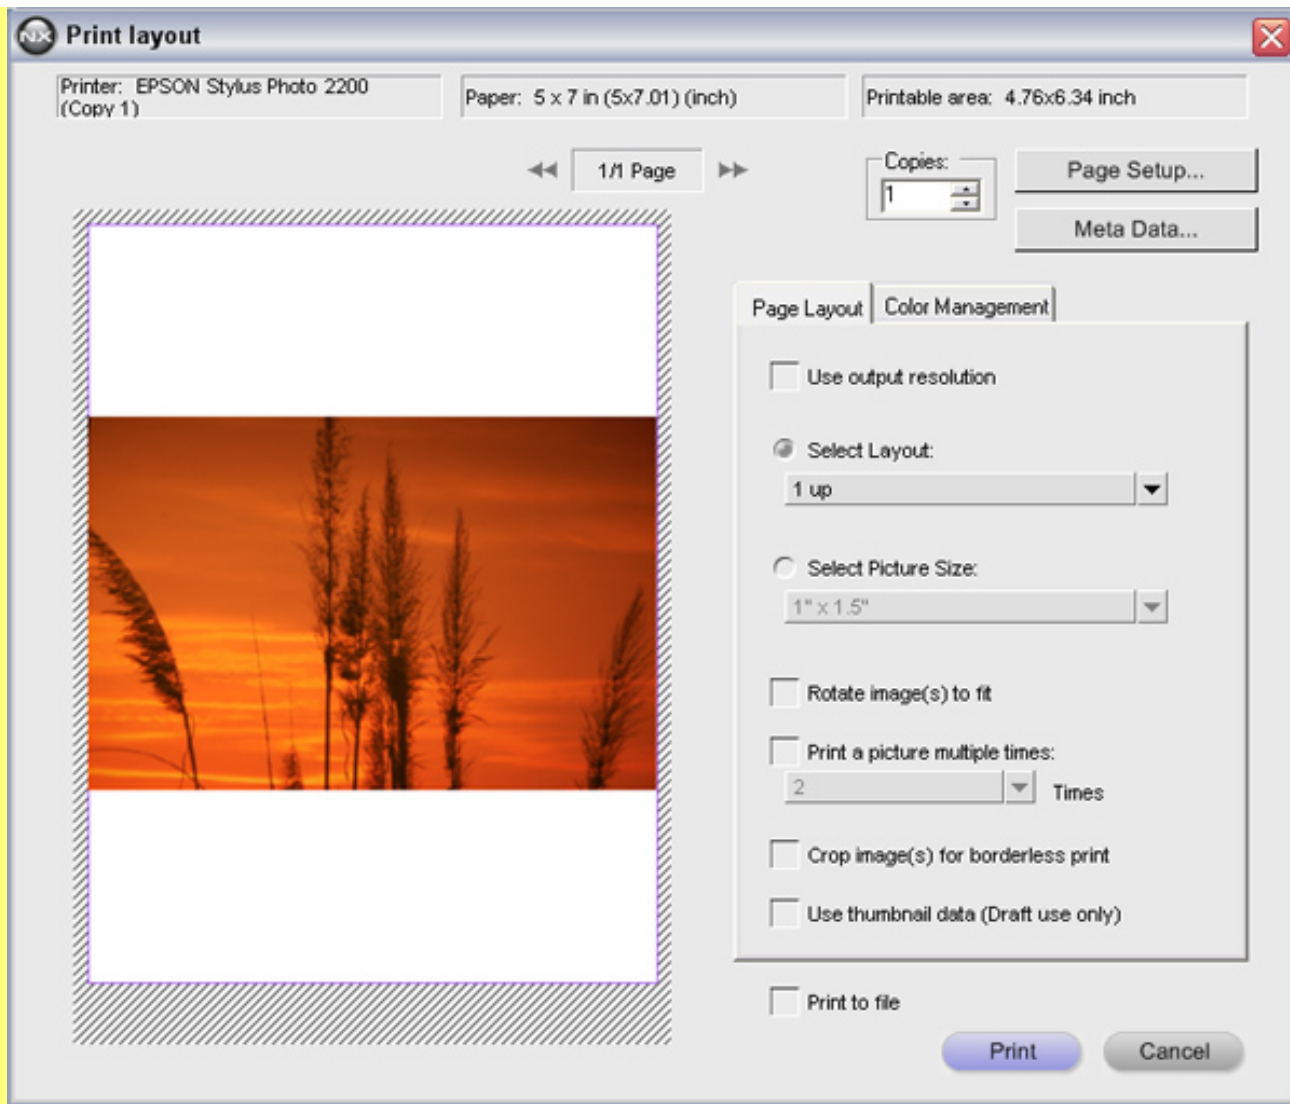 NX Print layout
Printer: EPSON Stylus Photo 2200
(Copy 1)
Paper: 5 x 7 in (5x7.01) (inch)
Printable area: 4.76x6.34 inch
1/1 Page
Copies:
1
Page Setup...
Meta Data...
Page Layout
Color Management
Use output resolution
Select Layout:
1 up
Select Picture Size:
1" x 1.5"
Rotate image(s) to fit
Print a picture multiple times:
2
Times
Crop image(s) for borderless print
Use thumbnail data (Draft use only)
Print to file
Print
Cancel